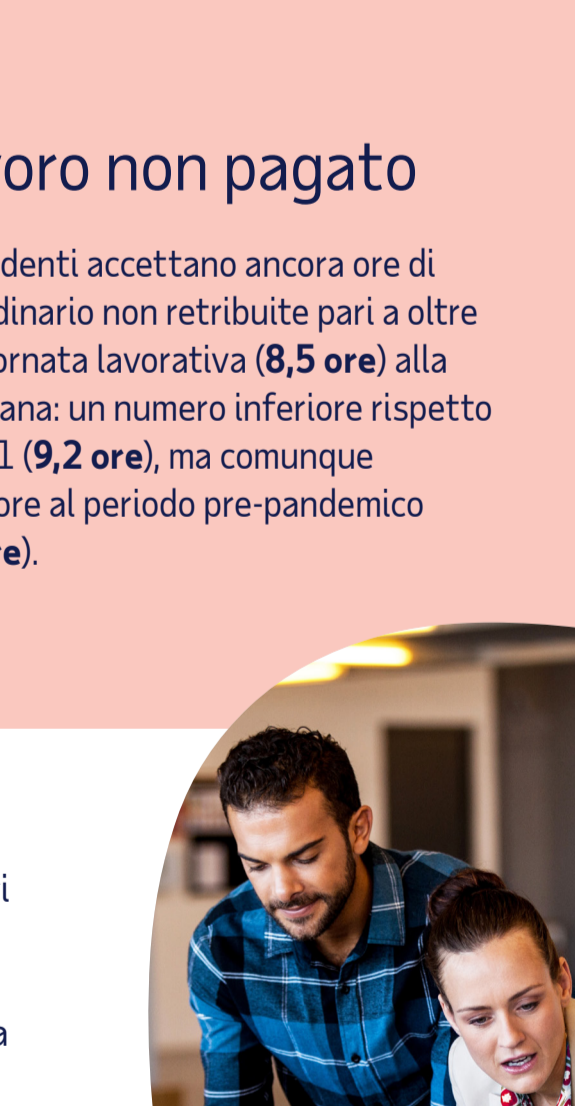 voro non pagato
denti accettano ancora ore di
dinario non retribuite pari a oltre
ornata lavorativa (8,5 ore) alla
ana: un numero inferiore rispetto
1 (9,2 ore), ma comunque
ore al periodo pre-pandemico
re).
i
a